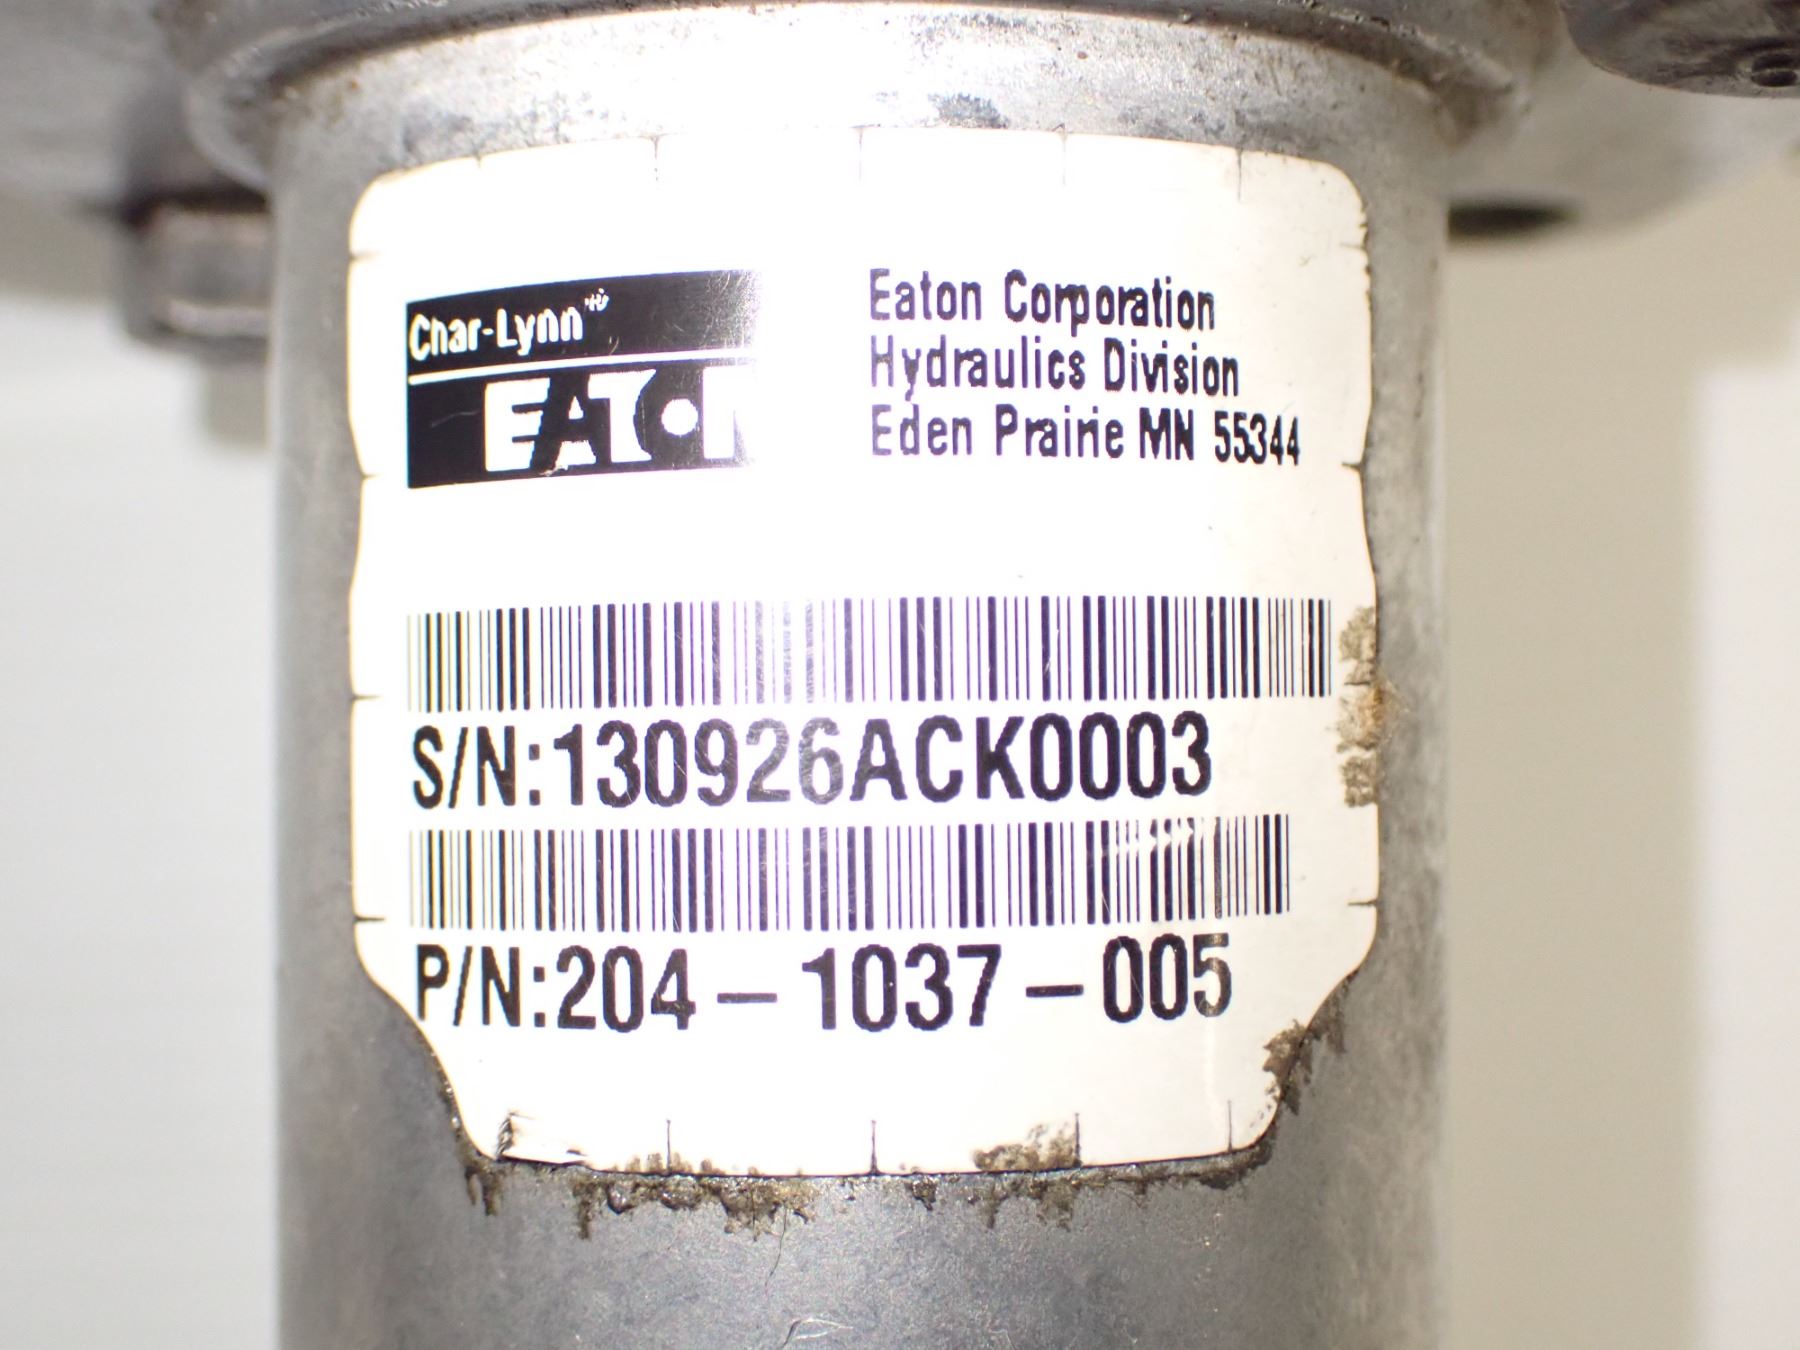 Char-Lynn®
EATON
Eaton Corporation
Hydraulics Division
Eden Prairie MN 55344
S/N:130926ACK0003
P/N:204-1037-005